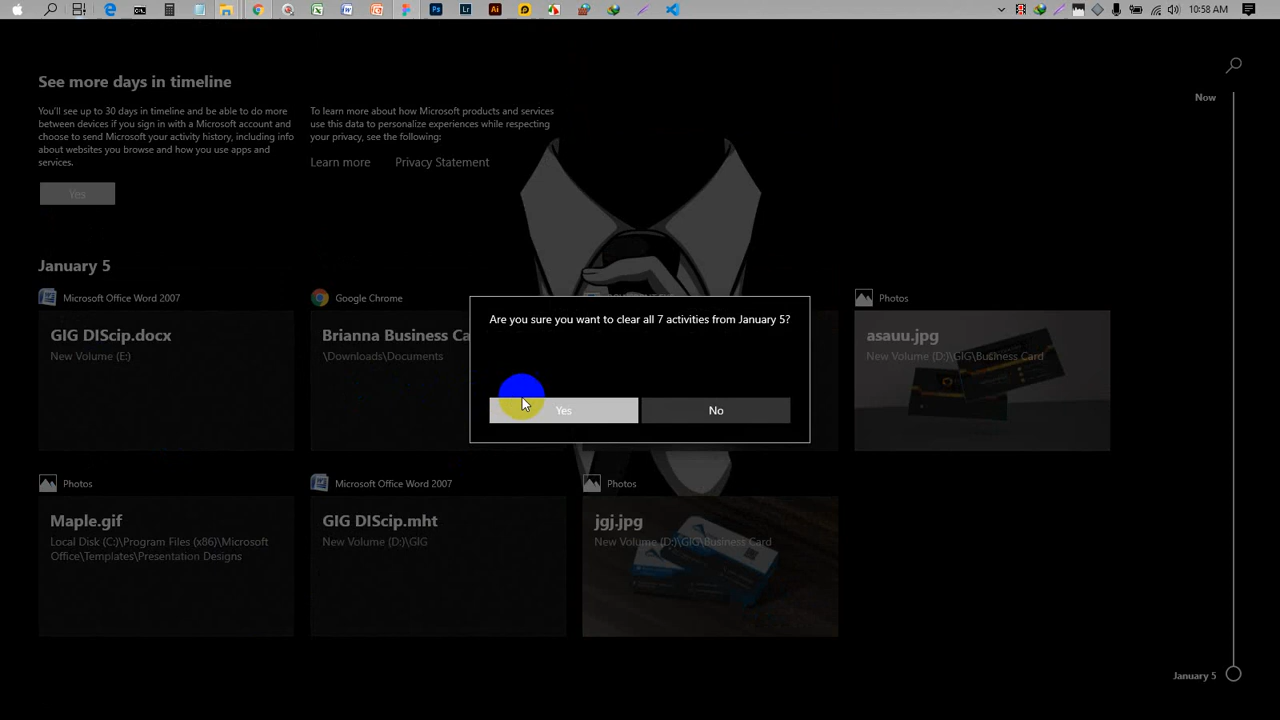 10:58 AM
See more days in timeline
You'll see up to 30 days in timeline and be able to do more
between devices if you sign in with a Microsoft account and
choose to send Microsoft your activity history, including info
about websites you browse and how you use apps and
services.
To learn more about how Microsoft products and services
use this data to personalize experiences while respecting
your privacy, see the following:
Learn more Privacy Statement
Yes
Now
January 5
Microsoft Office Word 2007
GIG DIScip.docx
New Volume (E:)
Google Chrome
Brianna Business Ca
\Downloads\Documents
Photos
asauu.jpg
New Volume (D:)\GIG\Business Card
Are you sure you want to clear all 7 activities from January 5?
Yes No
Photos
Maple.gif
Local Disk (C:)\Program Files (x86)\Microsoft
Office\Templates\Presentation Designs
Microsoft Office Word 2007
GIG DIScip.mht
New Volume (D:)\GIG
Photos
jgj.jpg
New Volume (D:)\GIG\Business Card
January 5